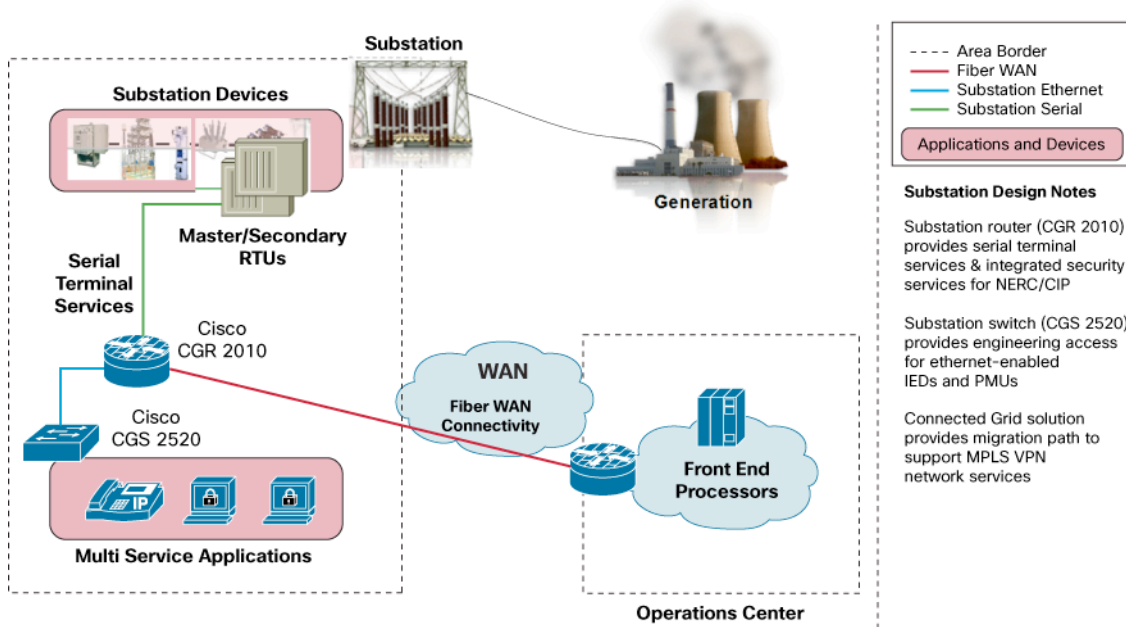 Substation
Substation Devices
Master/Secondary
RTUs
Serial
Terminal
Services
Cisco
CGR 2010
Cisco
CGS 2520
IP
Multi Service Applications
Generation
WAN
Fiber WAN
Connectivity
Front End
Processors
Operations Center
Area Border
Fiber WAN
Substation Ethernet
Substation Serial
Applications and Devices
Substation Design Notes
Substation router (CGR 2010)
provides serial terminal
services & integrated security
services for NERC/CIP
Substation switch (CGS 2520)
provides engineering access
for ethernet-enabled
IEDs and PMUs
Connected Grid solution
provides migration path to
support MPLS VPN
network services